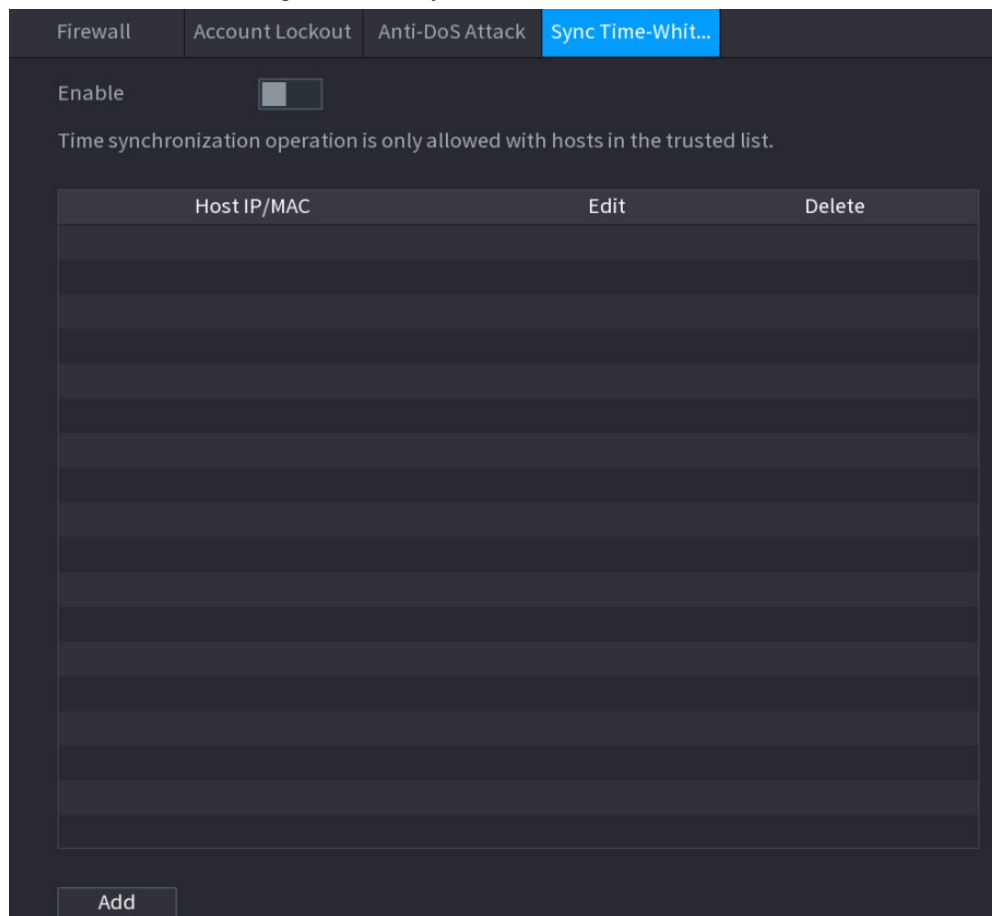 Firewall Account Lockout Anti-DoS Attack Sync Time-Whit...
Enable
Time synchronization operation is only allowed with hosts in the trusted list.
Host IP/MAC Edit Delete
Add